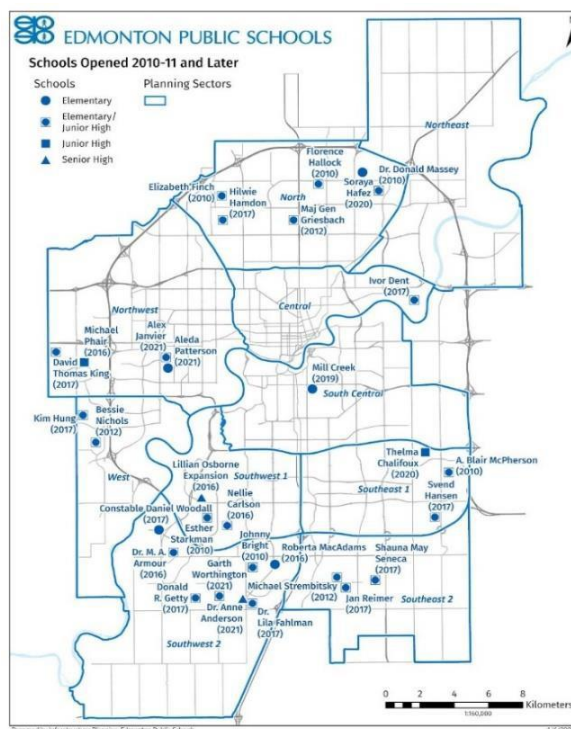 EDMONTON PUBLIC SCHOOLS
Schools Opened 2010-11 and Later
Schools
Planning Sectors
Elementary
Elementary/
Junior High
Junior High
Senior High
Northeast
Florence
Hallock
(2010)
Dr. Donald Massey
(2010)
Elizabeth Finch
(2010)
Hilwie
Hamdon
(2017)
North
Soraya
Hafez
(2020)
Maj Gen
Griesbach
(2012)
Ivor Dent
(2017)
Northwest
Central
Michael
Phair
(2016)
Alex
Janvier
(2021)
Aleda
Patterson
(2021)
David
Thomas King
(2017)
Mill Creek
(2019)
South Central
Kim Hung
(2017)
Bessie
Nichols
(2012)
West
Lillian Osborne
Expansion
(2016)
Southwest 1
Thelma
Chalifoux
(2020)
A. Blair McPherson
(2010)
Southeast 1
Svend
Hansen
(2017)
Nellie
Carlson
(2016)
Constable Daniel Woodall
(2017)
Esther
Starkman
(2010)
Johnny
Bright
(2010)
Roberta MacAdams
(2016)
Shauna May
Seneca
(2017)
Dr. M. A.
Armour
(2016)
Garth
Worthington
(2021)
Michael Strembitsky
(2012)
Donald
R. Getty
(2017)
Dr. Anne
Anderson
(2021)
Dr.
Lila Fahlman
(2017)
Jan Reimer
(2017)
Southeast 2
Southwest 2
0 2 4 6 8
Kilometers
1:160,000